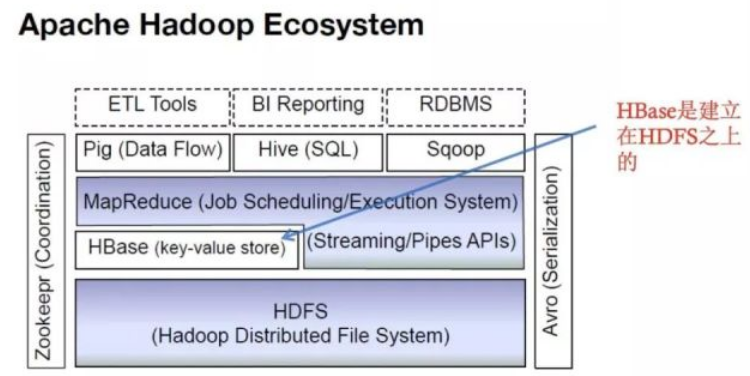 Apache Hadoop Ecosystem
ETL Tools
BI Reporting
RDBMS
Pig (Data Flow)
Hive (SQL)
Sqoop
MapReduce (Job Scheduling/Execution System)
HBase (key-value store)
(Streaming/Pipes APIs)
HDFS
(Hadoop Distributed File System)
Zookeepr (Coordination)
Avro (Serialization)
HBase是建立
在HDFS之上
的